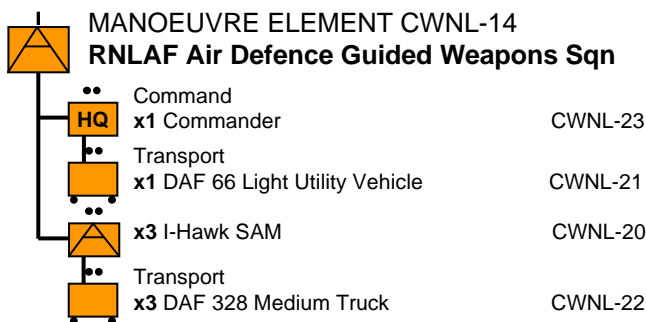 MANOEUVRE ELEMENT CWNL-14
RNLAF Air Defence Guided Weapons Sqn
Command
HQ x1 Commander CWNL-23
Transport
x1 DAF 66 Light Utility Vehicle CWNL-21
x3 I-Hawk SAM CWNL-20
Transport
x3 DAF 328 Medium Truck CWNL-22